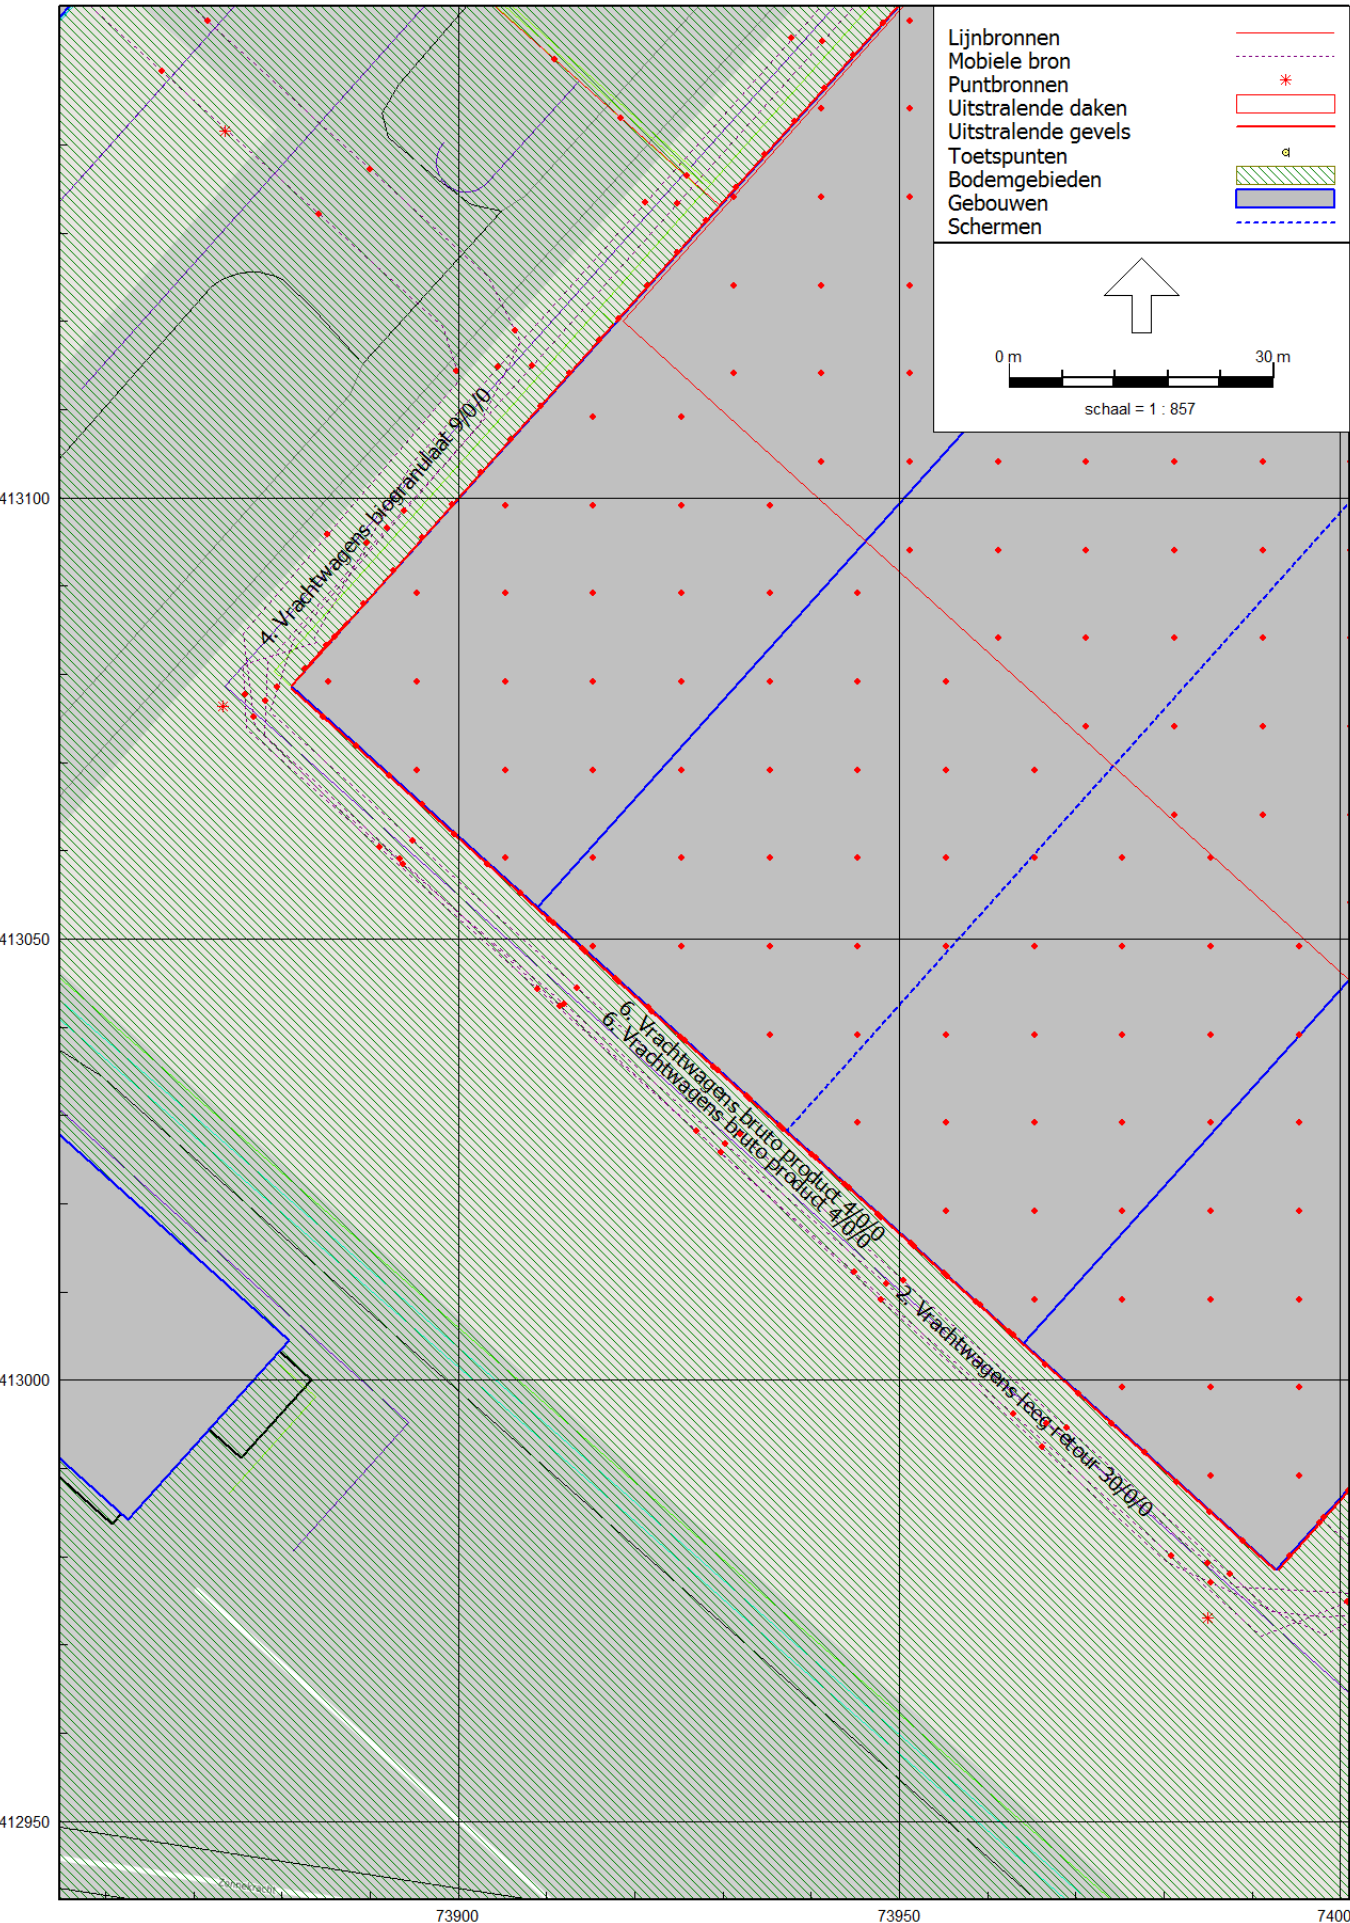 Lijnbronnen
Mobiele bron
Puntbronnen
Uitstralende daken
Uitstralende gevels
Toetspunten
Bodemgebieden
Gebouwen
Schermen
0 m 30 m
schaal = 1 : 857
4. Vrachtwagens biogranulaat 9/0/0
413100
413050
6. Vrachtwagens bruto product 4/0/0
6. Vrachtwagens bruto product 4/0/0
2. Vrachtwagens leeg retour 30/0/0
413000
412950
Zonnekracht
73900 73950 7400